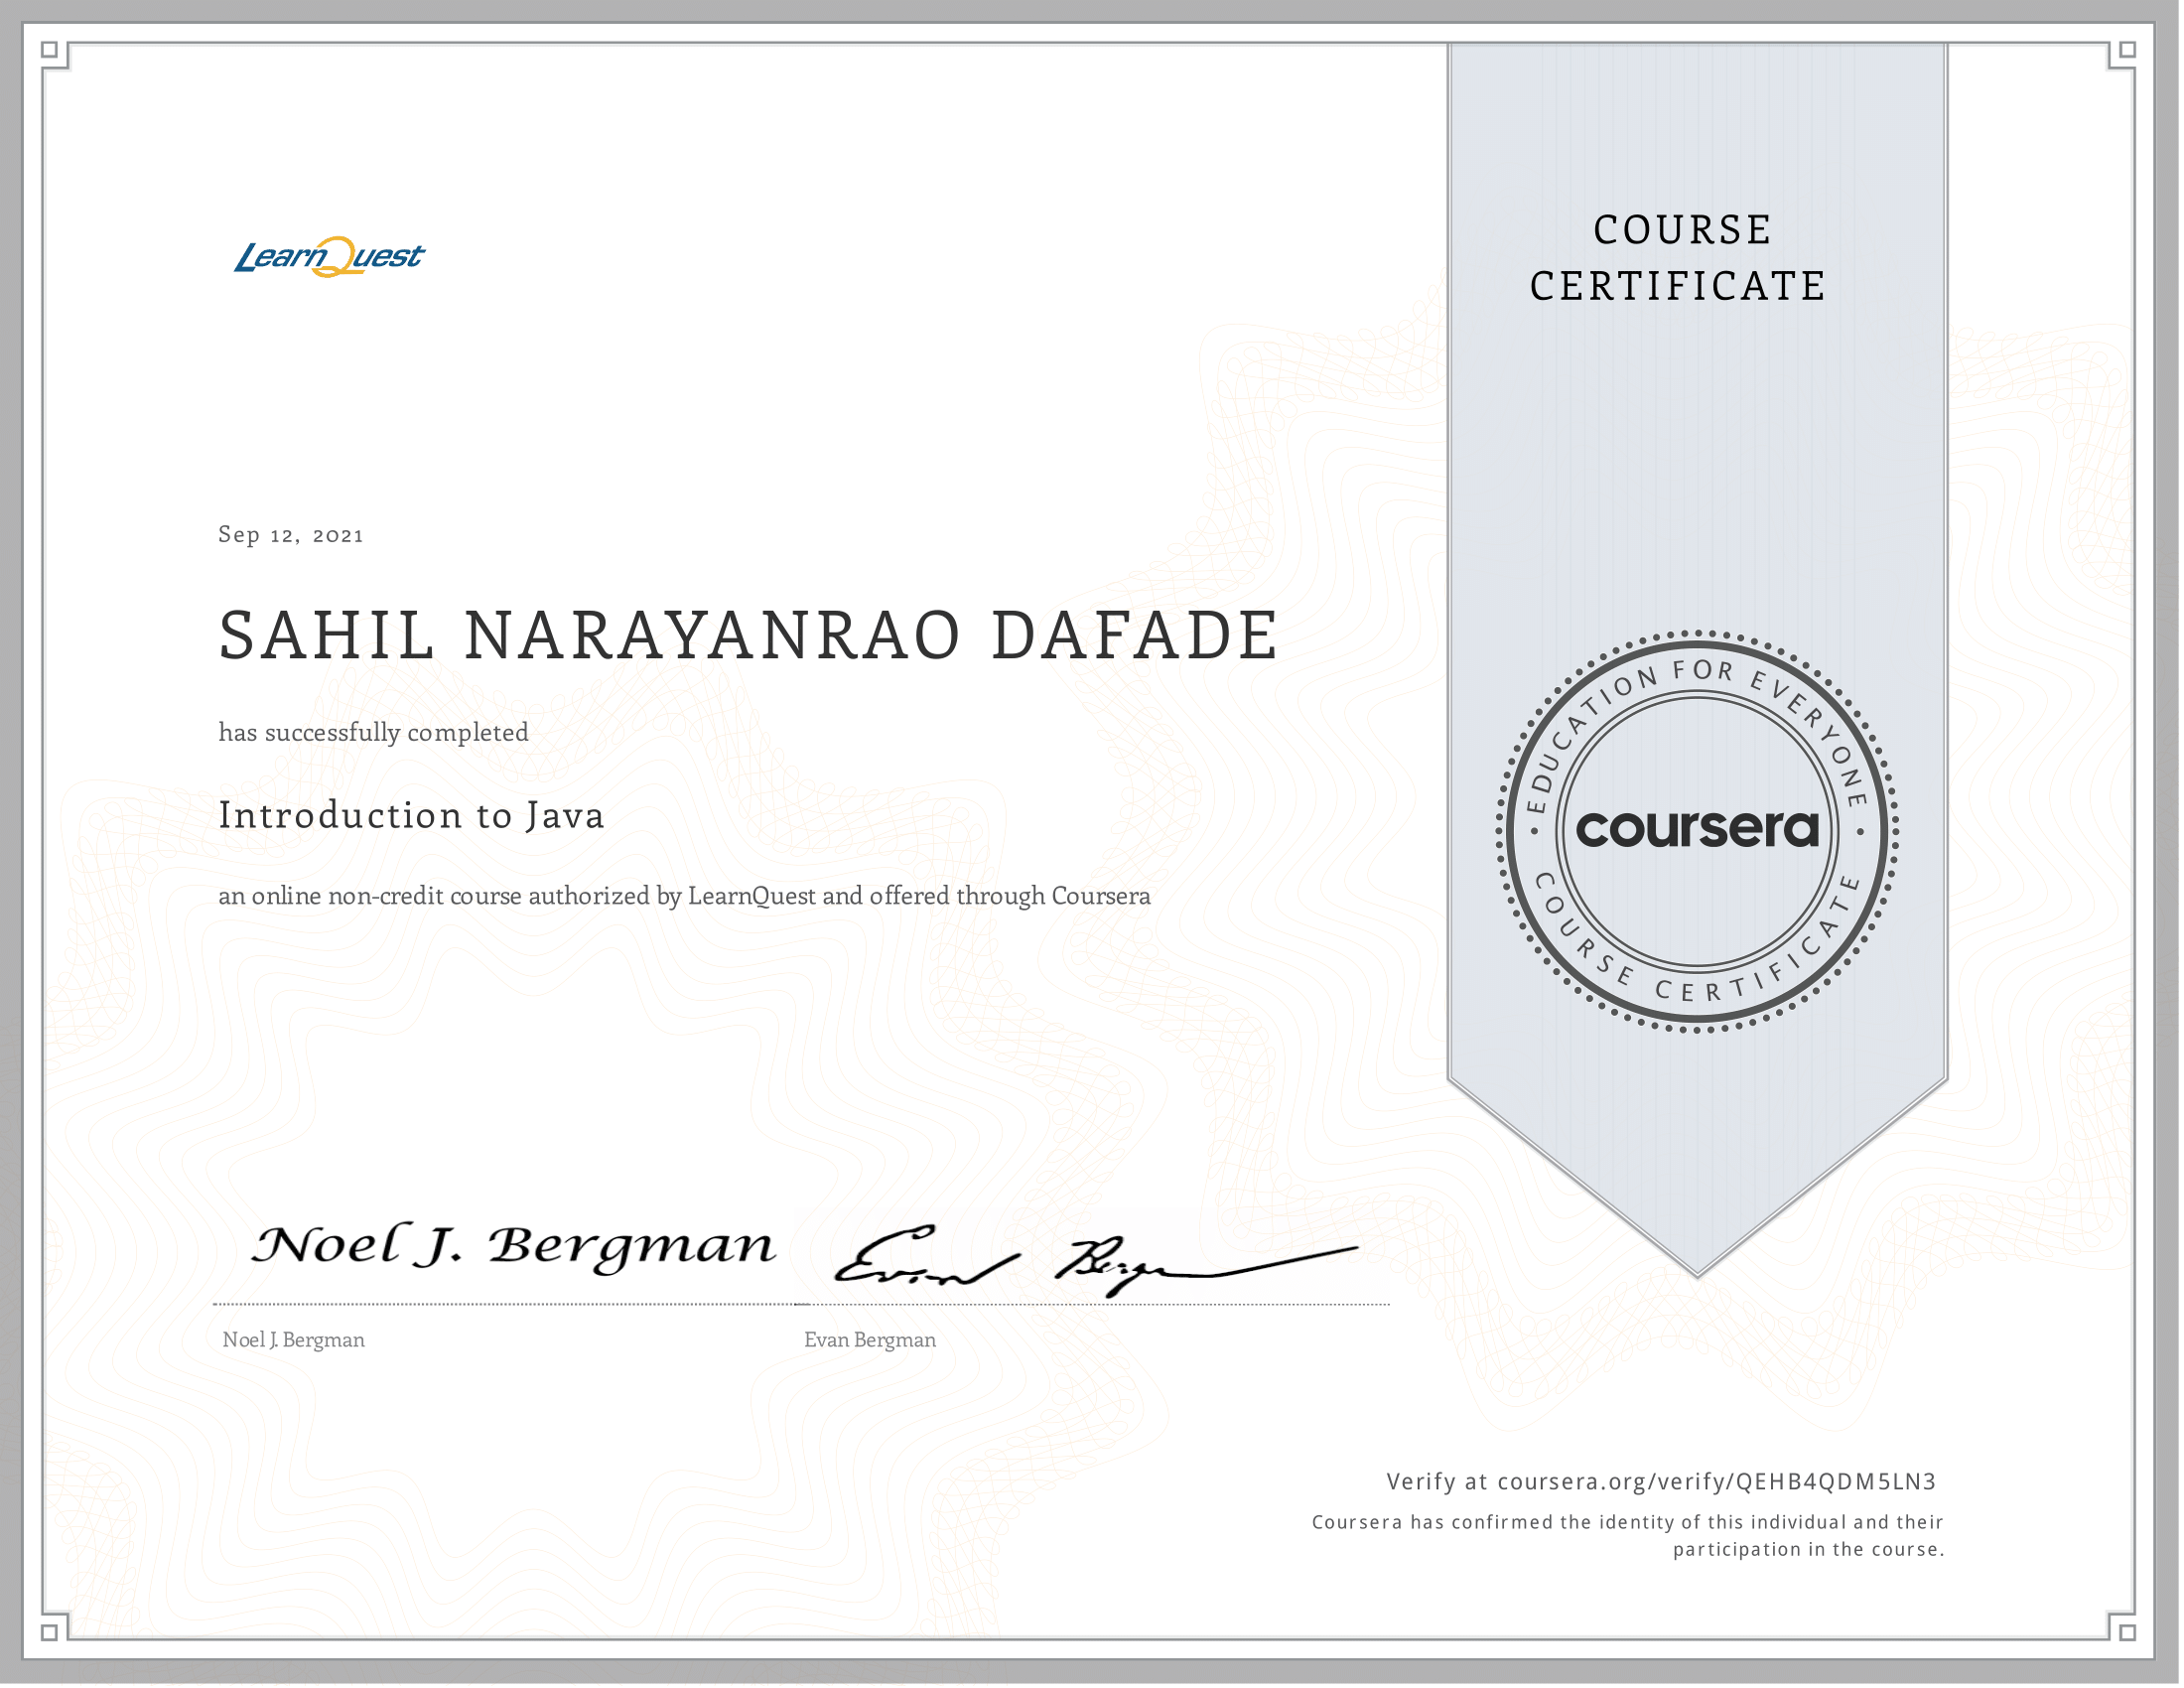 LearnQuest
COURSE
CERTIFICATE
Sep 12, 2021
SAHIL NARAYANRAO DAFADE
has successfully completed
Introduction to Java
an online non-credit course authorized by LearnQuest and offered through Coursera
EDUCATION FOR EVERYONE
coursera
COURSE CERTIFICATE
Noel J. Bergman
Evan Bergman
Noel J. Bergman
Evan Bergman
Verify at coursera.org/verify/QEHB4QDM5LN3
Coursera has confirmed the identity of this individual and their
participation in the course.